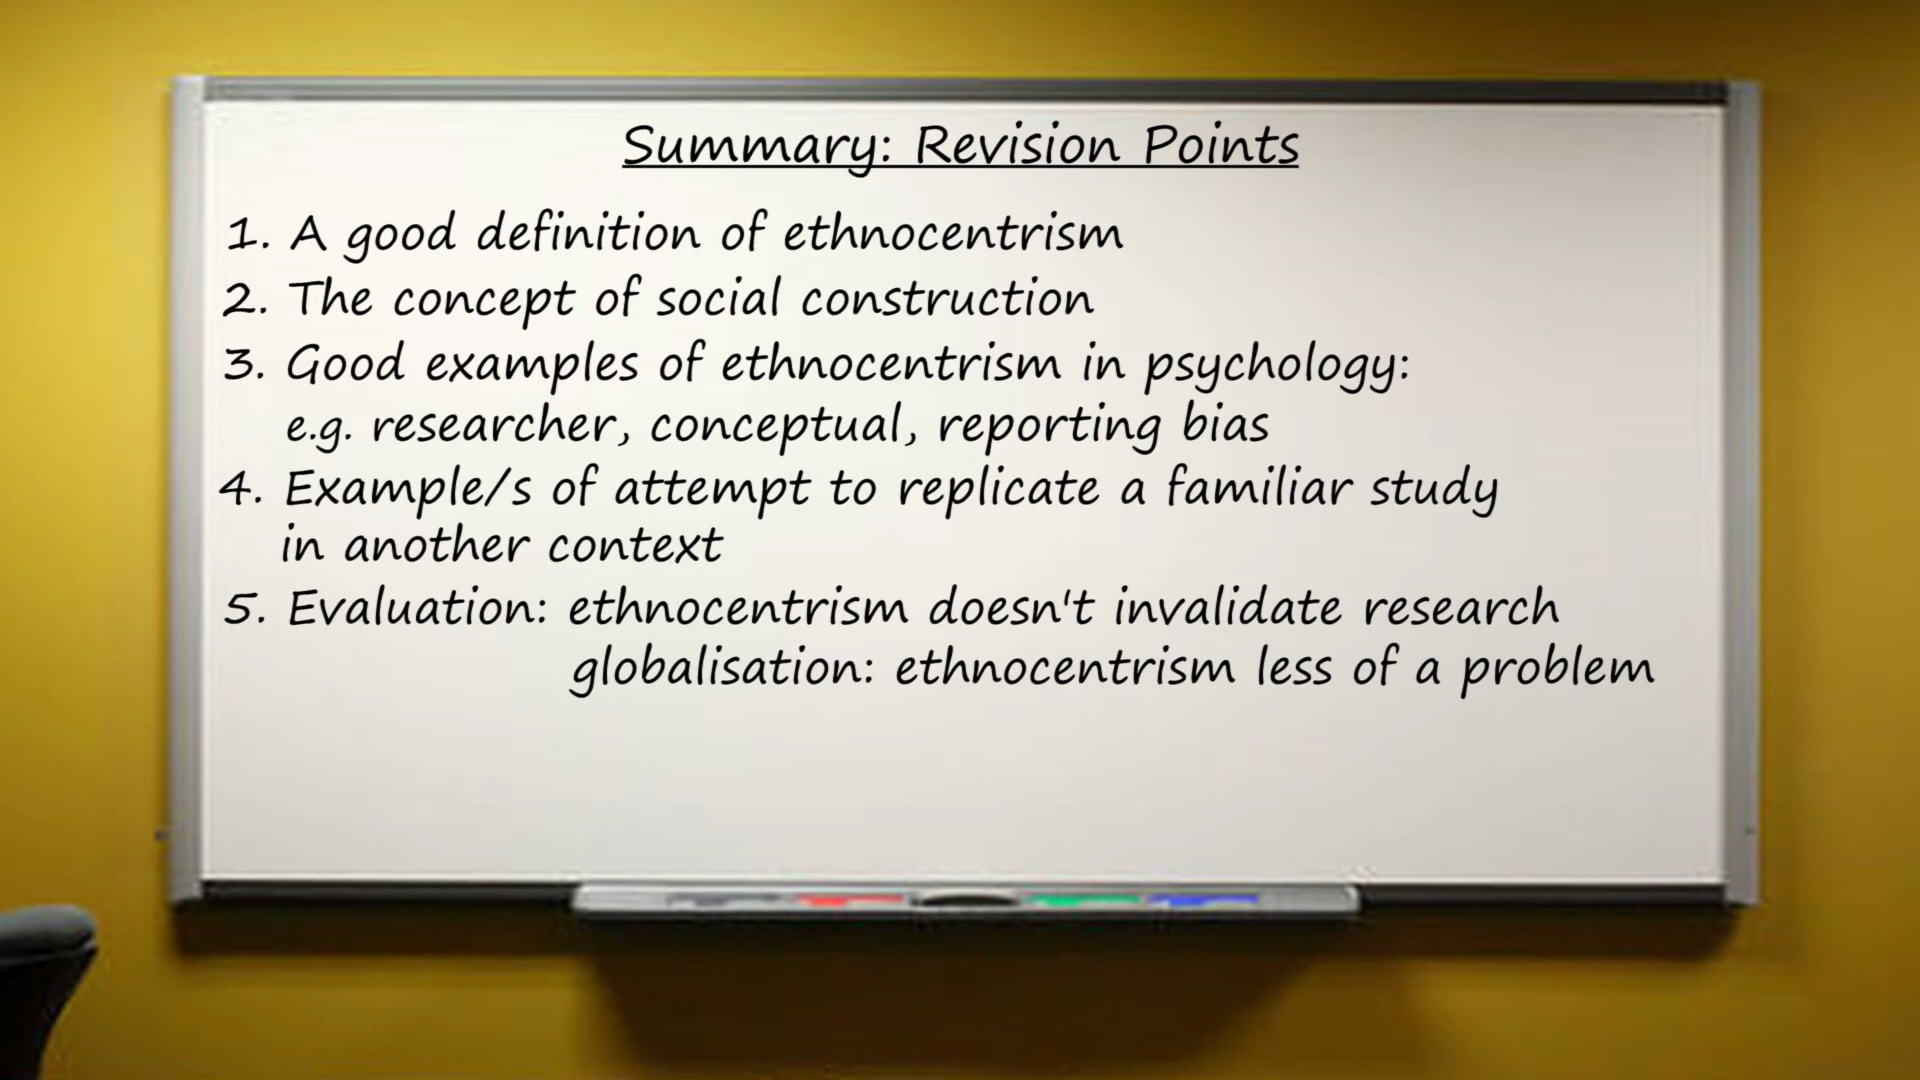 Summary: Revision Points
1. A good definition of ethnocentrism
2. The concept of social construction
3. Good examples of ethnocentrism in psychology:
e.g. researcher, conceptual, reporting bias
4. Example/s of attempt to replicate a familiar study
in another context
5. Evaluation: ethnocentrism doesn't invalidate research
globalisation: ethnocentrism less of a problem